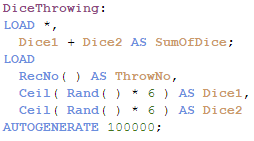 DiceThrowing:
LOAD *,
Dice1 + Dice2 AS SumOfDice;
LOAD
RecNo( ) AS ThrowNo,
Ceil( Rand( ) * 6 ) AS Dice1,
Ceil( Rand( ) * 6 ) AS Dice2
AUTOGENERATE 100000;